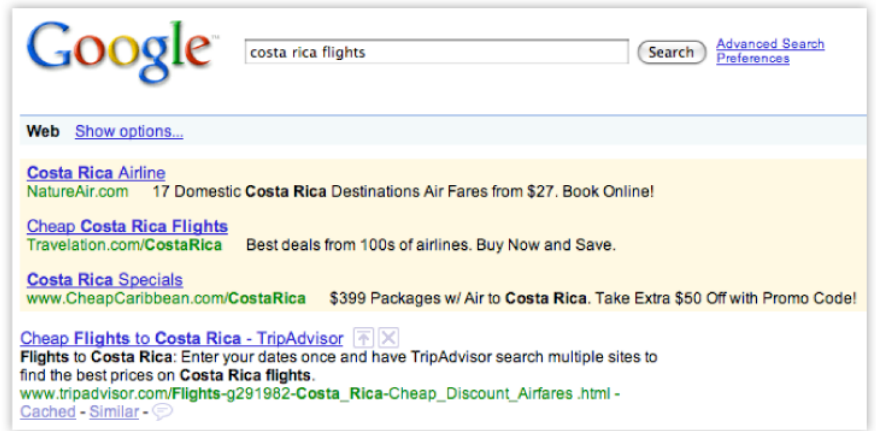 Google
costa rica flights
Search
Advanced Search
Preferences
Web Show options...
Costa Rica Airline
NatureAir.com 17 Domestic Costa Rica Destinations Air Fares from $27. Book Online!
Cheap Costa Rica Flights
Travelation.com/CostaRica Best deals from 100s of airlines. Buy Now and Save.
Costa Rica Specials
www.CheapCaribbean.com/CostaRica $399 Packages w/ Air to Costa Rica. Take Extra $50 Off with Promo Code!
Cheap Flights to Costa Rica - TripAdvisor
Flights to Costa Rica: Enter your dates once and have TripAdvisor search multiple sites to
find the best prices on Costa Rica flights.
www.tripadvisor.com/Flights-g291982-Costa_Rica-Cheap_Discount_Airfares .html -
Cached - Similar -